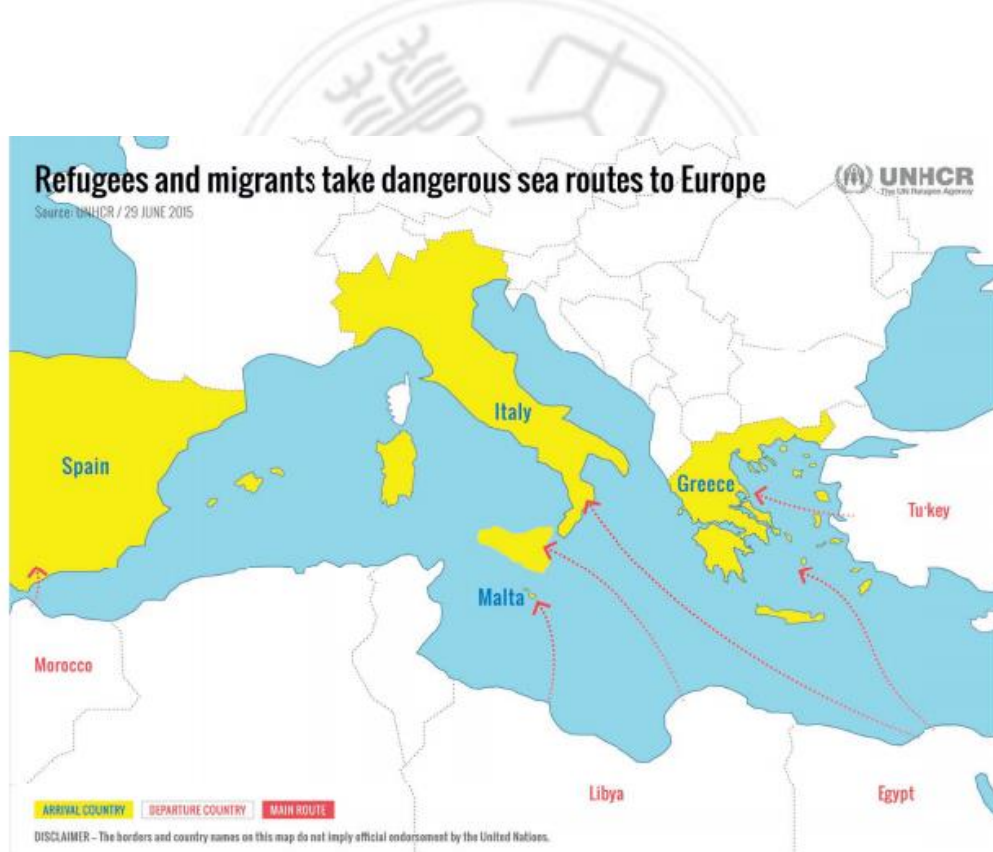 Refugees and migrants take dangerous sea routes to Europe
UNHCR
The UN Refugee Agency
Source: UNHCR / 29 JUNE 2015
Italy
Spain
Greece
Tu·key
Malta
Morocco
Libya
Egypt
ARRIVAL COUNTRY DEPARTURE COUNTRY MAIN ROUTE
DISCLAIMER – The borders and country names on this map do not imply official endorsement by the United Nations.